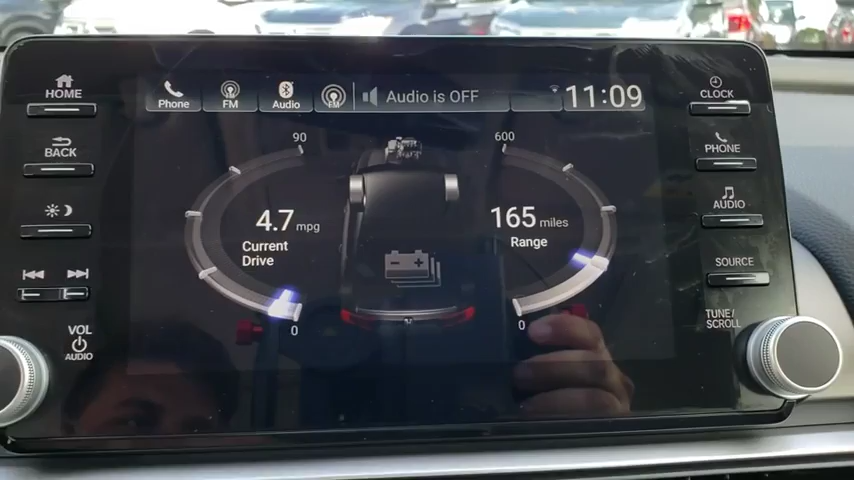 HOME
BACK
VOL
AUDIO
Phone
FM
Audio
FM
Audio is OFF
11:09
90
4.7 mpg
Current
Drive
0
- +
600
165 miles
Range
0
CLOCK
PHONE
AUDIO
SOURCE
TUNE/
SCROLL